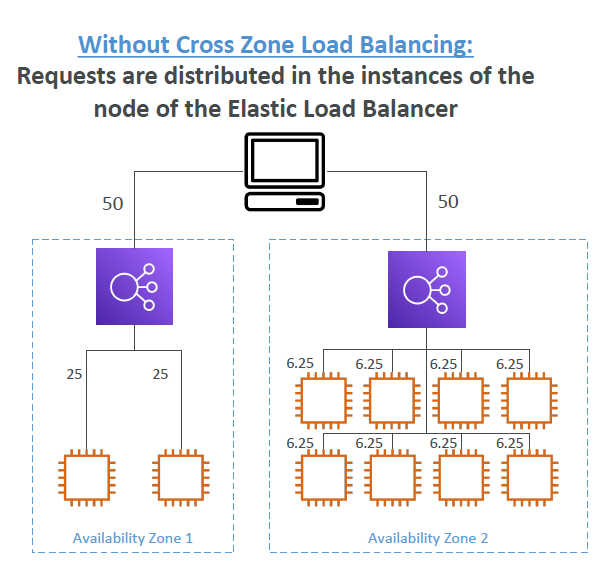 Without Cross Zone Load Balancing:
Requests are distributed in the instances of the
node of the Elastic Load Balancer
50
50
25
25
6.25
6.25
6.25
6.25
6.25
6.25
6.25
6.25
Availability Zone 1
Availability Zone 2